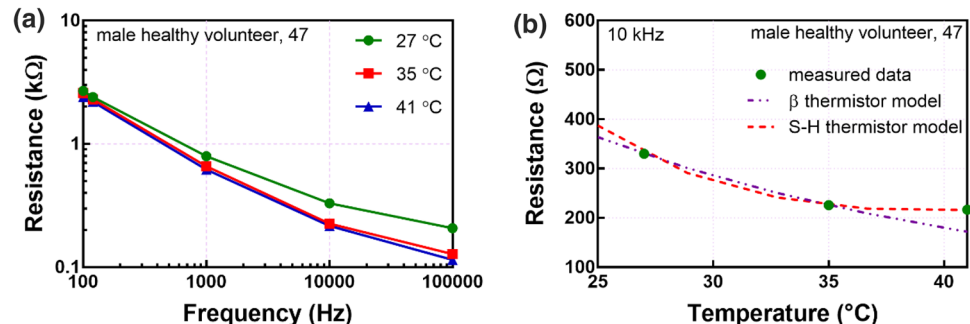 (a)
male healthy volunteer, 47
27 °C
35 °C
41 °C
10
1
0.1
Resistance (kΩ)
100
1000
10000
100000
Frequency (Hz)
(b)
10 kHz
male healthy volunteer, 47
measured data
β thermistor model
S-H thermistor model
600
500
400
300
200
100
Resistance (Ω)
25
30
35
40
Temperature (°C)